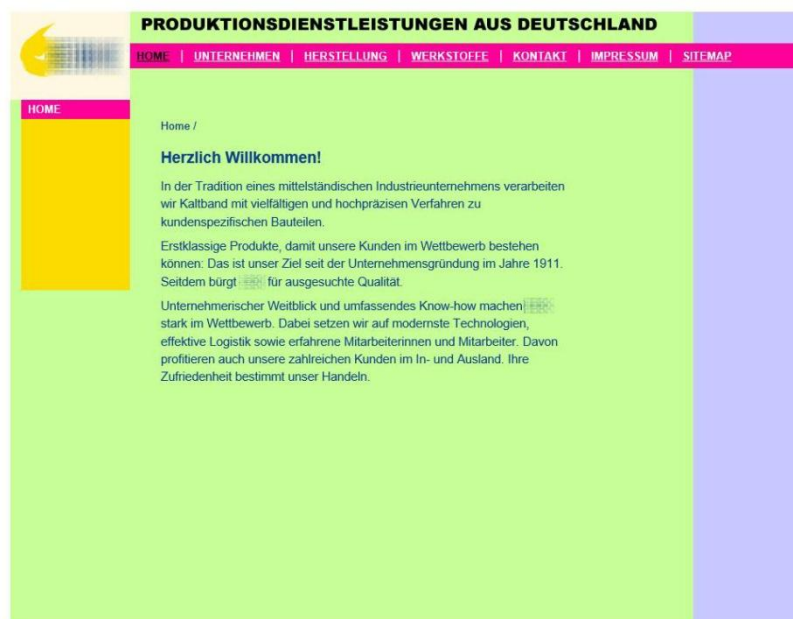 PRODUKTIONSDIENSTLEISTUNGEN AUS DEUTSCHLAND
HOME | UNTERNEHMEN | HERSTELLUNG | WERKSTOFFE | KONTAKT | IMPRESSUM | SITEMAP
HOME
Home /
Herzlich Willkommen!
In der Tradition eines mittelständischen Industrieunternehmens verarbeiten
wir Kaltband mit vielfältigen und hochpräzisen Verfahren zu
kundenspezifischen Bauteilen.
Erstklassige Produkte, damit unsere Kunden im Wettbewerb bestehen
können: Das ist unser Ziel seit der Unternehmensgründung im Jahre 1911.
Seitdem bürgt für ausgesuchte Qualität.
Unternehmerischer Weitblick und umfassendes Know-how machen
stark im Wettbewerb. Dabei setzen wir auf modernste Technologien,
effektive Logistik sowie erfahrene Mitarbeiterinnen und Mitarbeiter. Davon
profitieren auch unsere zahlreichen Kunden im In- und Ausland. Ihre
Zufriedenheit bestimmt unser Handeln.